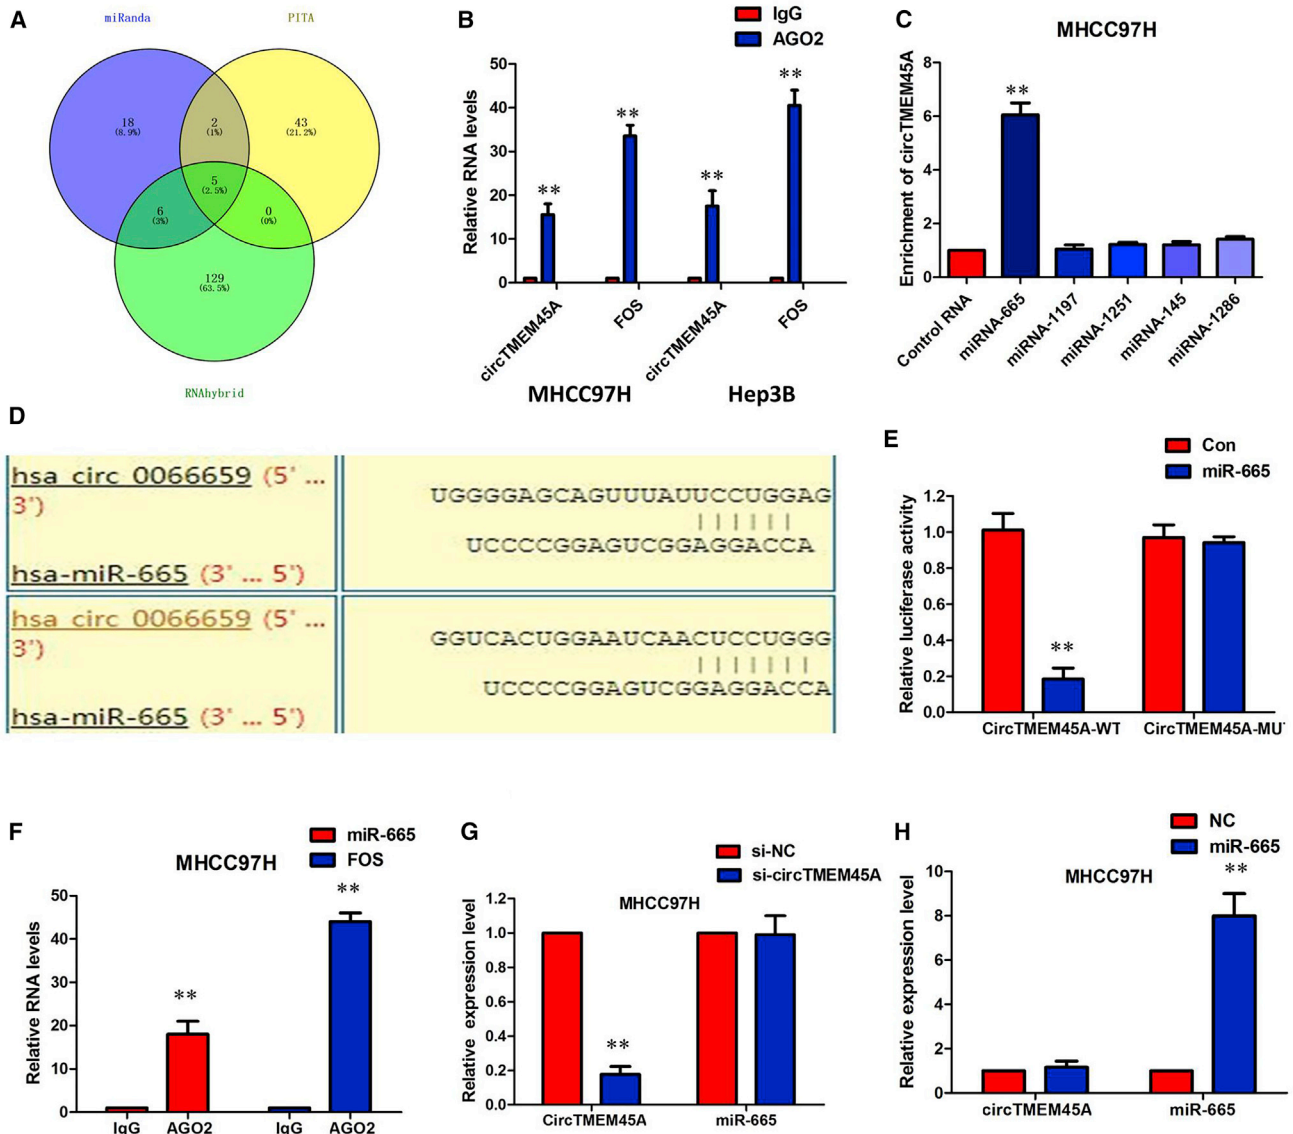 A
miRanda
PITA
18
(8.9%)
2
(1%)
43
(21.2%)
5
(2.5%)
6
(3%)
0
(0%)
129
(63.5%)
RNAhybrid
B
IgG
AGO2
Relative RNA levels
50
40
30
20
10
0
**
**
**
**
circTMEM45A
FOS
circTMEM45A
FOS
MHCC97H
Hep3B
C
MHCC97H
Enrichment of circTMEM45A
8
6
4
2
0
**
Control RNA
miRNA-665
miRNA-1197
miRNA-1251
miRNA-145
miRNA-1286
D
hsa circ 0066659 (5' ...
3')
hsa-miR-665 (3' ... 5')
UGGGGAGCAGUUUAUUCCUGGAG
||||||
UCCCCGGAGUCGGAGGACCA
hsa circ 0066659 (5' ...
3')
hsa-miR-665 (3' ... 5')
GGUCACUGGAAUCAACUCCUGGG
|||||||
UCCCCGGAGUCGGAGGACCA
E
Con
miR-665
Relative luciferase activity
1.2
1.0
0.8
0.6
0.4
0.2
0.0
**
CircTMEM45A-WT
CircTMEM45A-MU
F
miR-665
FOS
MHCC97H
Relative RNA levels
50
40
30
20
10
0
**
**
IgG
AGO2
IgG
AGO2
G
si-NC
si-circTMEM45A
MHCC97H
Relative expression level
1.2
1.0
0.8
0.6
0.4
0.2
0.0
**
CircTMEM45A
miR-665
H
NC
miR-665
MHCC97H
Relative expression level
10
8
6
4
2
0
**
circTMEM45A
miR-665